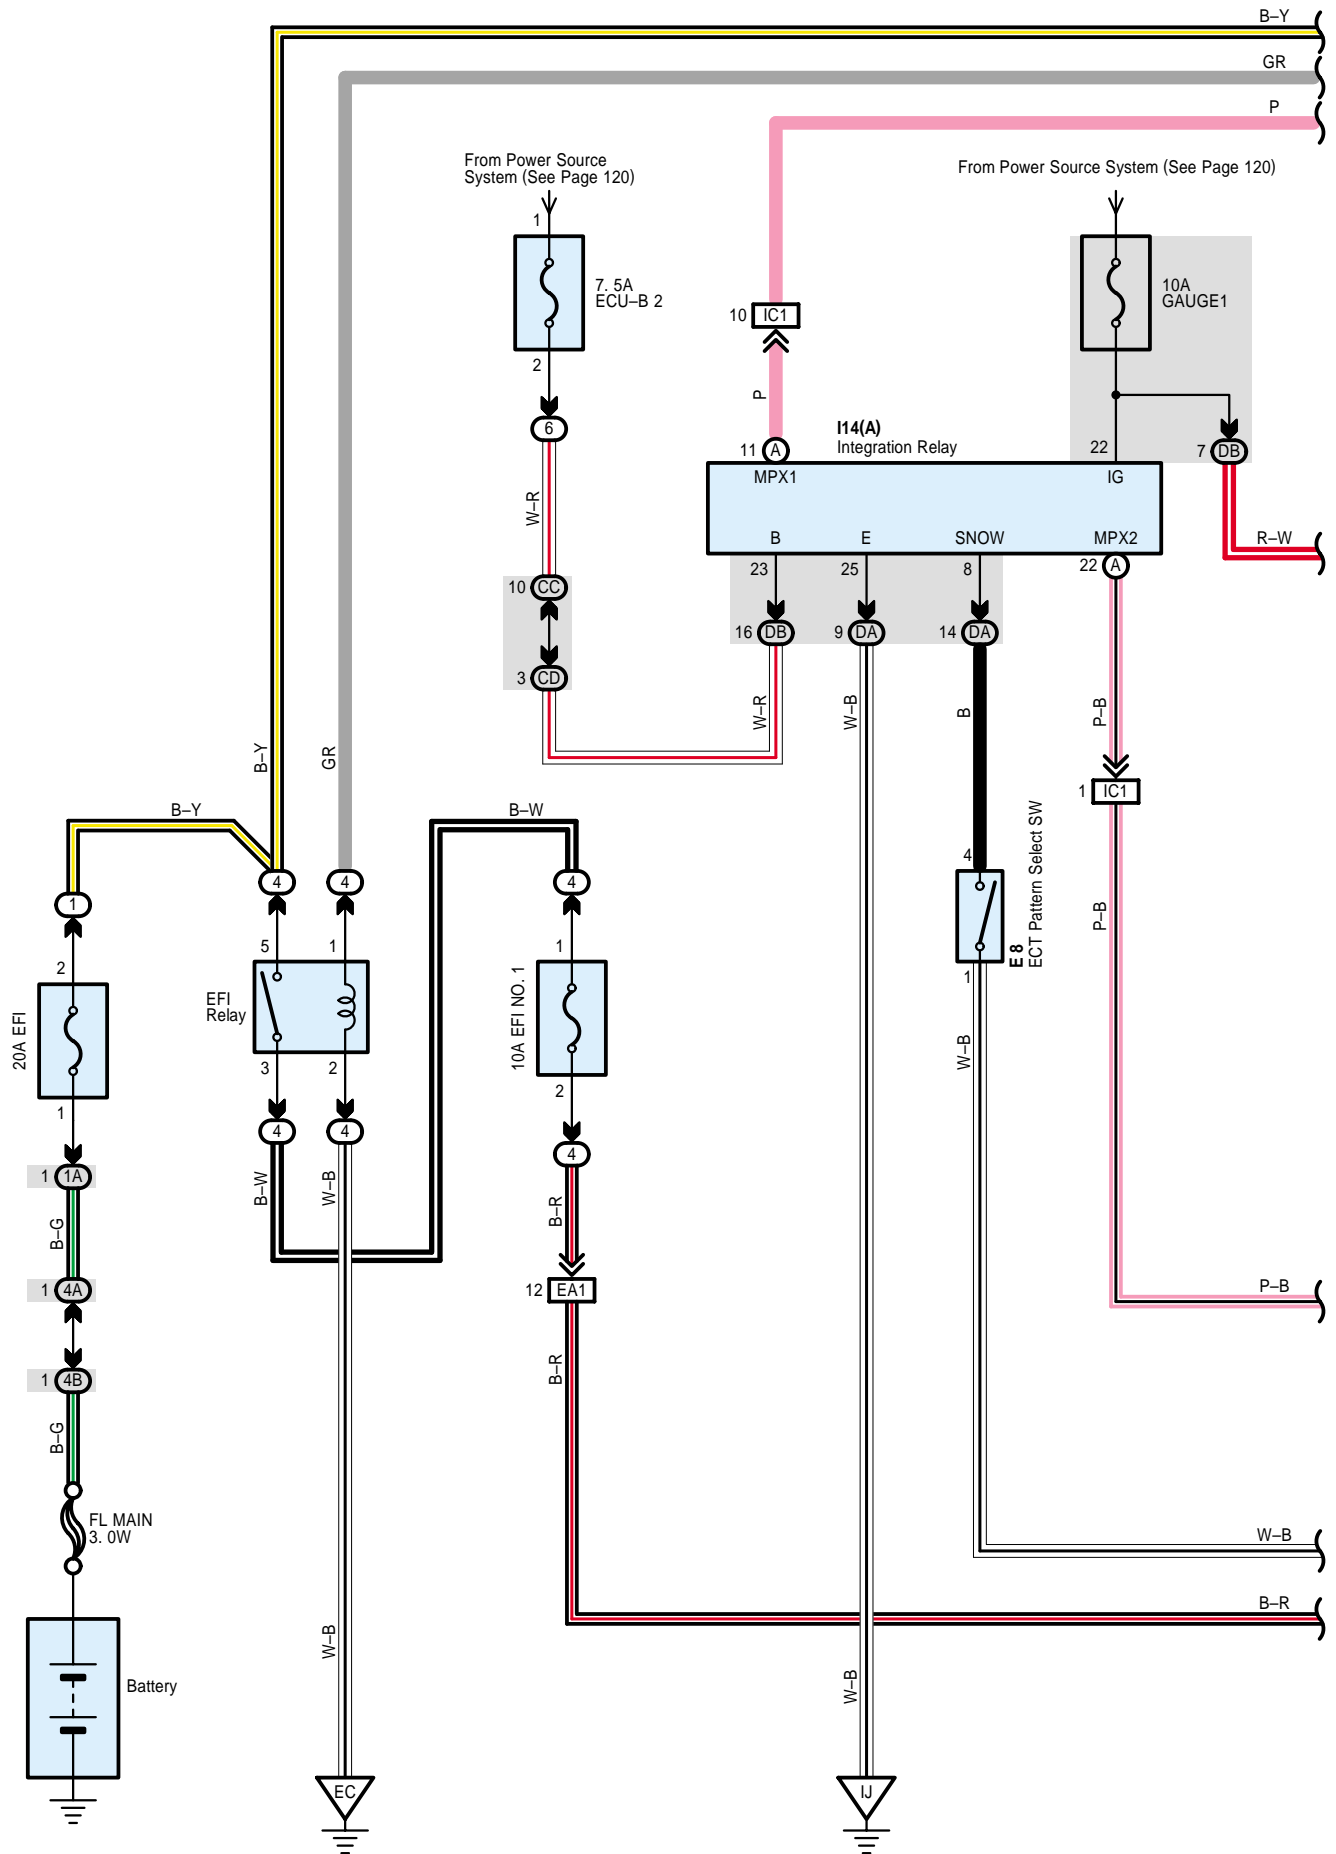 B–Y
GR
P
From Power Source
System (See Page 120)
From Power Source System (See Page 120)
1
7. 5A
ECU–B 2
10A
GAUGE1
10 IC1
2
P
6
I14(A)
Integration Relay
11 A
22
7 DB
MPX1
IG
W–R
B
E
SNOW
MPX2
R–W
23
25
8
22 A
10 CC
16 DB
9 DA
14 DA
3 CD
W–R
W–B
B
P–B
B–Y
GR
1 IC1
B–Y
B–W
4
4
4
4
1
ECT Pattern Select SW
E 8
P–B
5
1
1
2
1
EFI
Relay
20A EFI
10A EFI NO. 1
W–B
3
2
2
1
4
4
4
1 1A
B–W
W–B
B–R
B–G
1 4A
12 EA1
P–B
1 4B
B–R
B–G
FL MAIN
3. 0W
W–B
B–R
W–B
W–B
Battery
EC
IJ